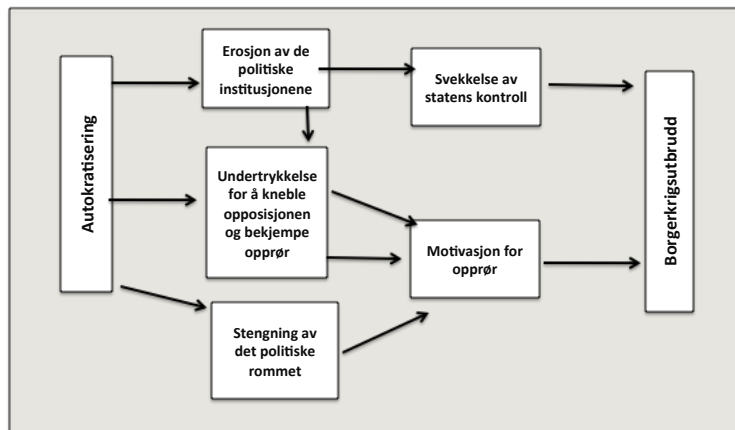 Autokratisering
Erosjon av de
politiske
institusjonene
Svekkelse av
statens kontroll
Undertrykkelse
for å kneble
opposisjonen
og bekjempe
opprør
Motivasjon for
opprør
Stengning av
det politiske
rommet
Borgerkrigsutbrudd